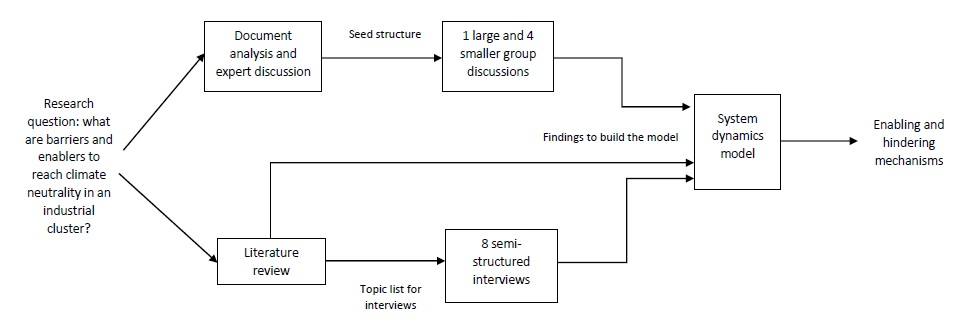 Research
question: what
are barriers and
enablers to
reach climate
neutrality in an
industrial
cluster?
Document
analysis and
expert discussion
Seed structure
1 large and 4
smaller group
discussions
Literature
review
Topic list for
interviews
8 semi-
structured
interviews
Findings to build the model
System
dynamics
model
Enabling and
hindering
mechanisms